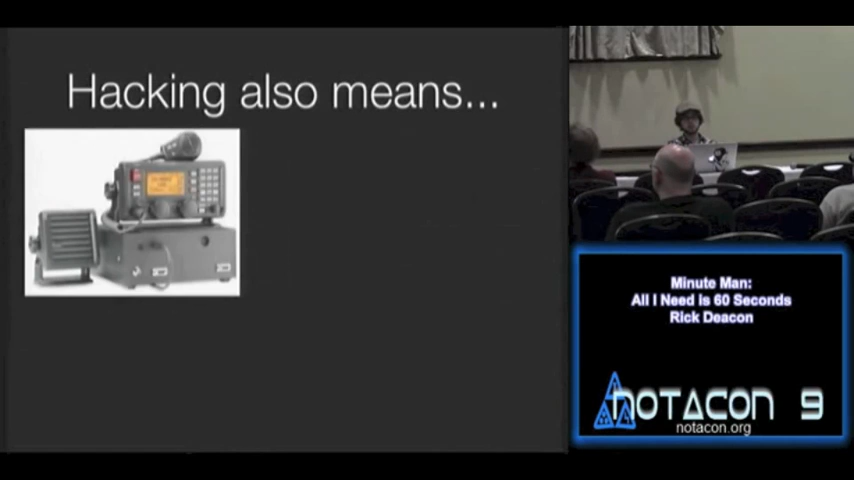 Hacking also means...
Minute Man:
All I Need is 60 Seconds
Rick Deacon
NOTACON 9
notacon.org